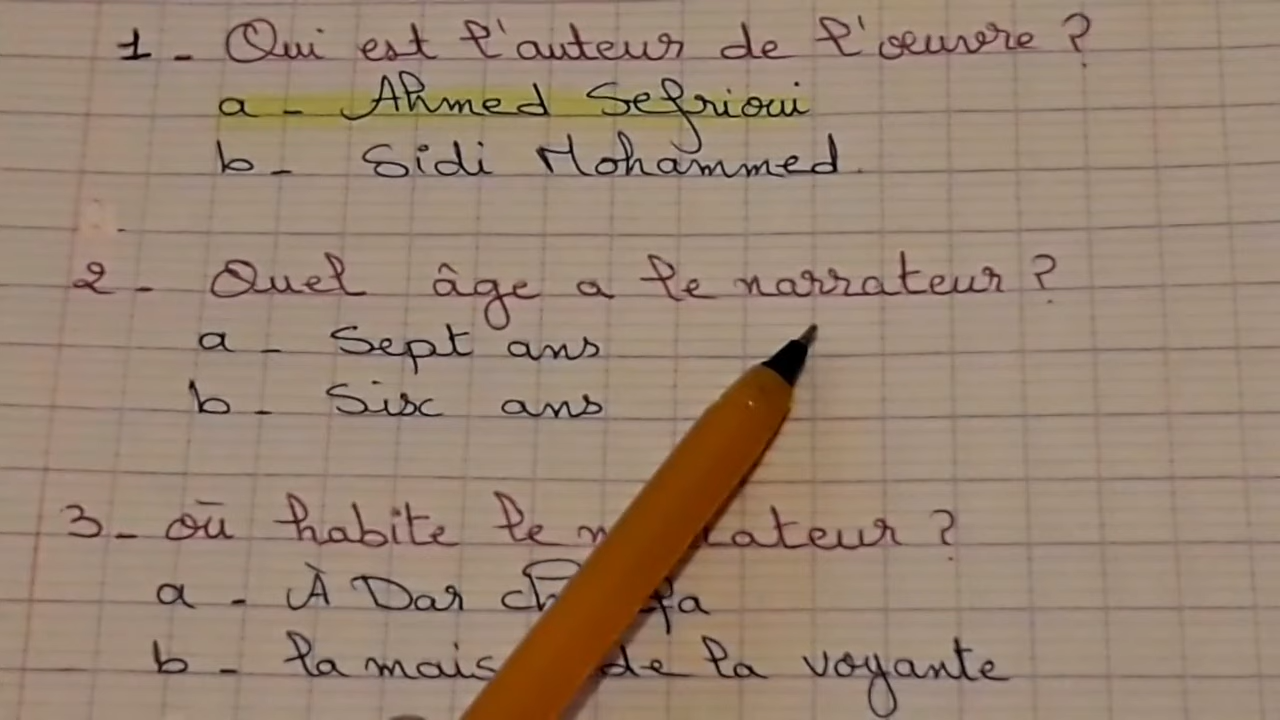 1 - Qui est l'auteur de l'œuvre ?
a - Ahmed Sefrioui
b - Sidi Mohammed.
2 - Quel âge a le narrateur ?
a - Sept ans
b - Six ans
3 - où habite le ?
a - À Dar
b - la de la voyante